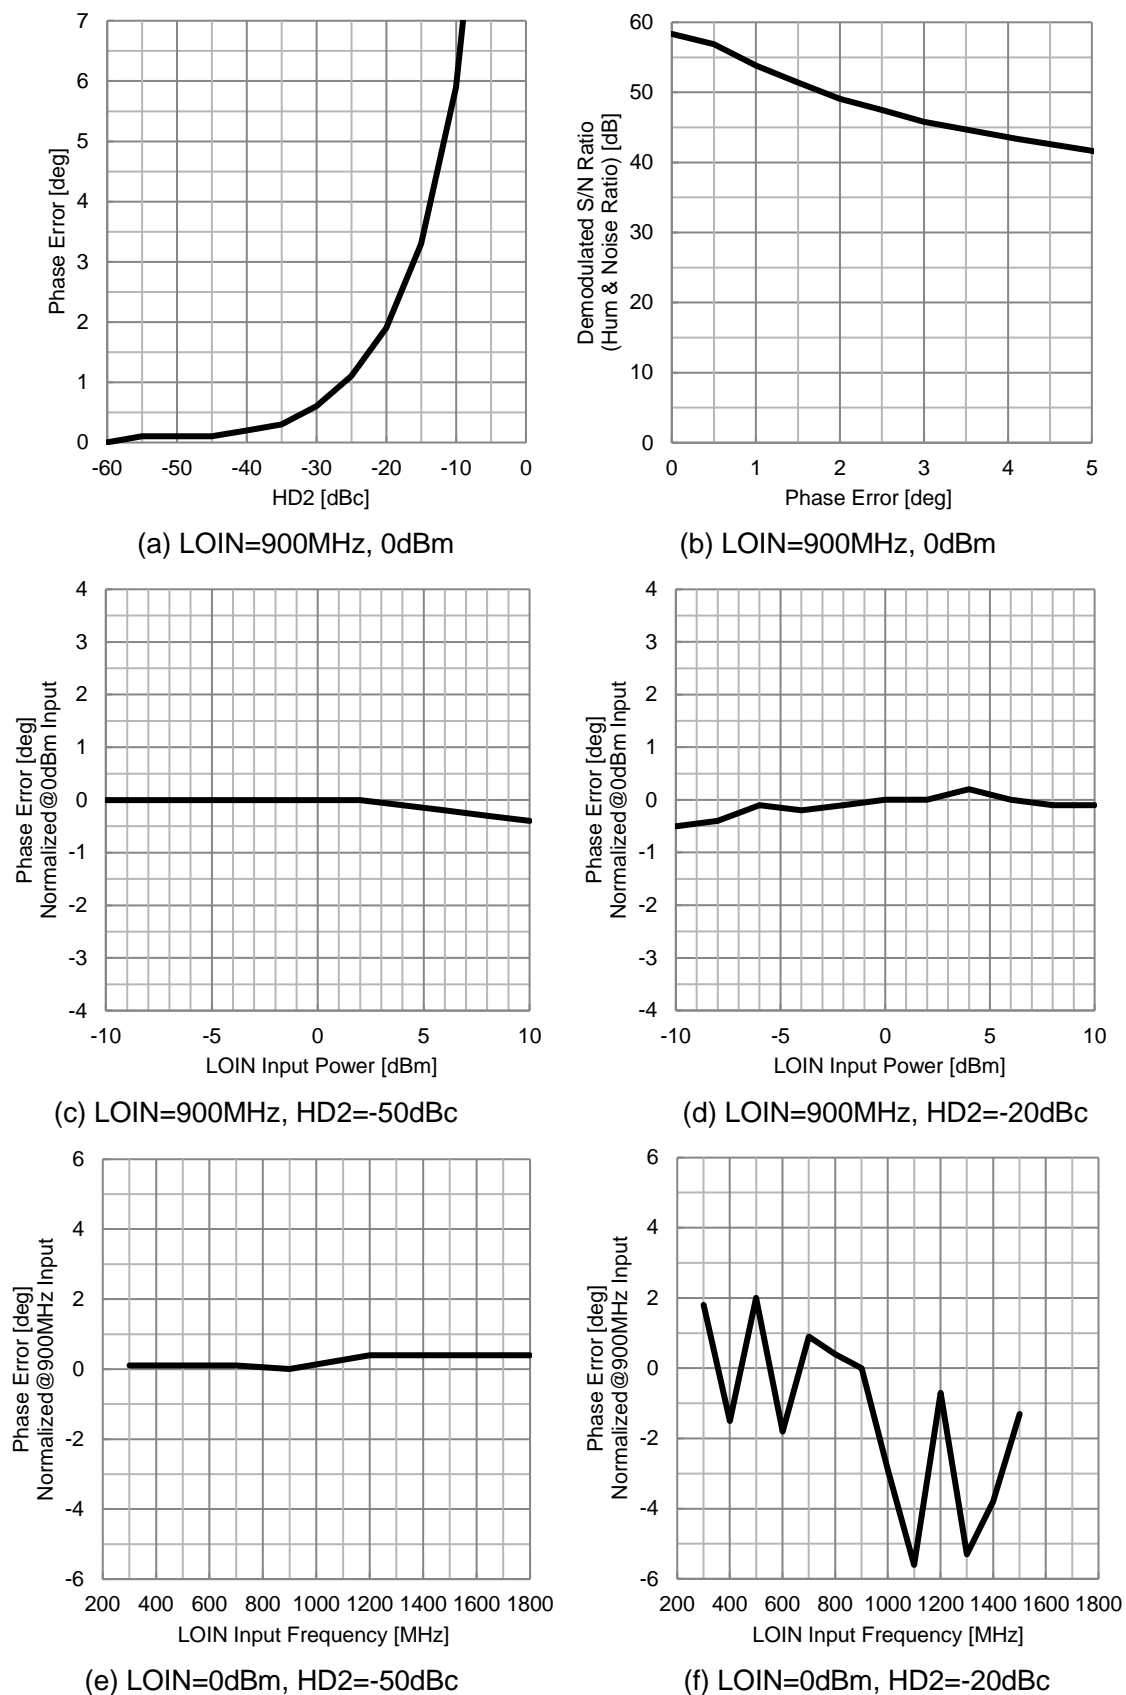 7
6
5
4
3
2
1
0
Phase Error [deg]
-60 -50 -40 -30 -20 -10 0
HD2 [dBc]
(a) LOIN=900MHz, 0dBm
60
50
40
30
20
10
0
Demodulated S/N Ratio
(Hum & Noise Ratio) [dB]
0 1 2 3 4 5
Phase Error [deg]
(b) LOIN=900MHz, 0dBm
4
3
2
1
0
-1
-2
-3
-4
Phase Error [deg]
Normalized@0dBm Input
-10 -5 0 5 10
LOIN Input Power [dBm]
(c) LOIN=900MHz, HD2=-50dBc
4
3
2
1
0
-1
-2
-3
-4
Phase Error [deg]
Normalized@0dBm Input
-10 -5 0 5 10
LOIN Input Power [dBm]
(d) LOIN=900MHz, HD2=-20dBc
6
4
2
0
-2
-4
-6
Phase Error [deg]
Normalized@900MHz Input
200 400 600 800 1000 1200 1400 1600 1800
LOIN Input Frequency [MHz]
(e) LOIN=0dBm, HD2=-50dBc
6
4
2
0
-2
-4
-6
Phase Error [deg]
Normalized@900MHz Input
200 400 600 800 1000 1200 1400 1600 1800
LOIN Input Frequency [MHz]
(f) LOIN=0dBm, HD2=-20dBc